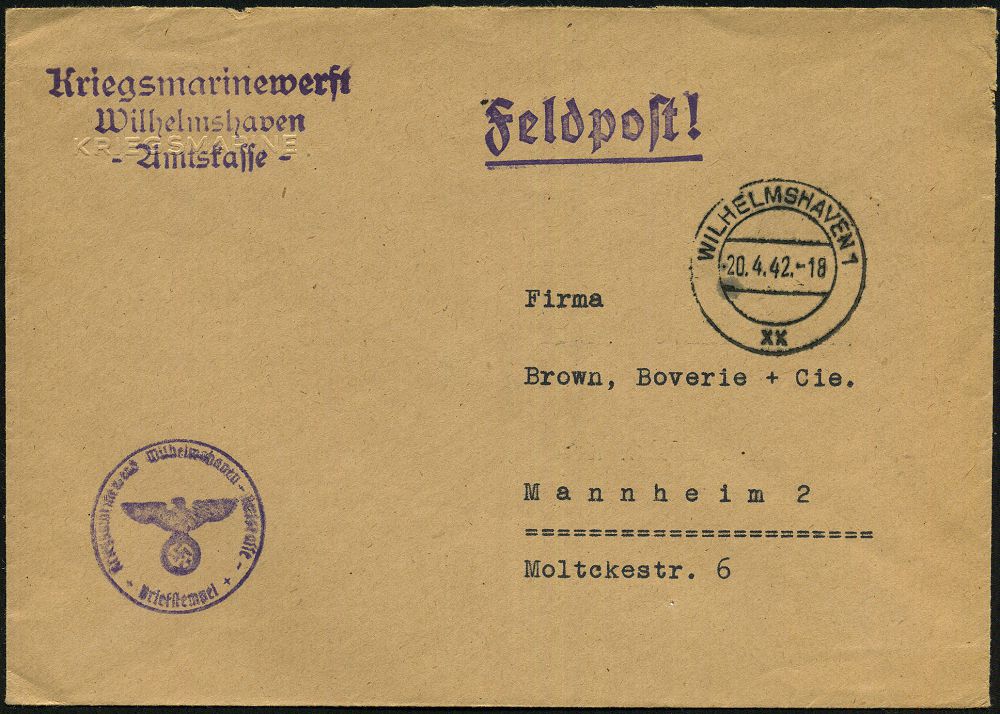 Kriegsmarinewerft
Wilhelmshaven
KRIEGSMARINE
- Amtskasse -
Feldpost!
WILHELMSHAVEN 1
20.4.42.-18
xx
Firma
Brown, Boverie + Cie.
Mannheim 2
=======================
Moltckestr. 6
Wilhelmshaven -
+ Briefstempel +